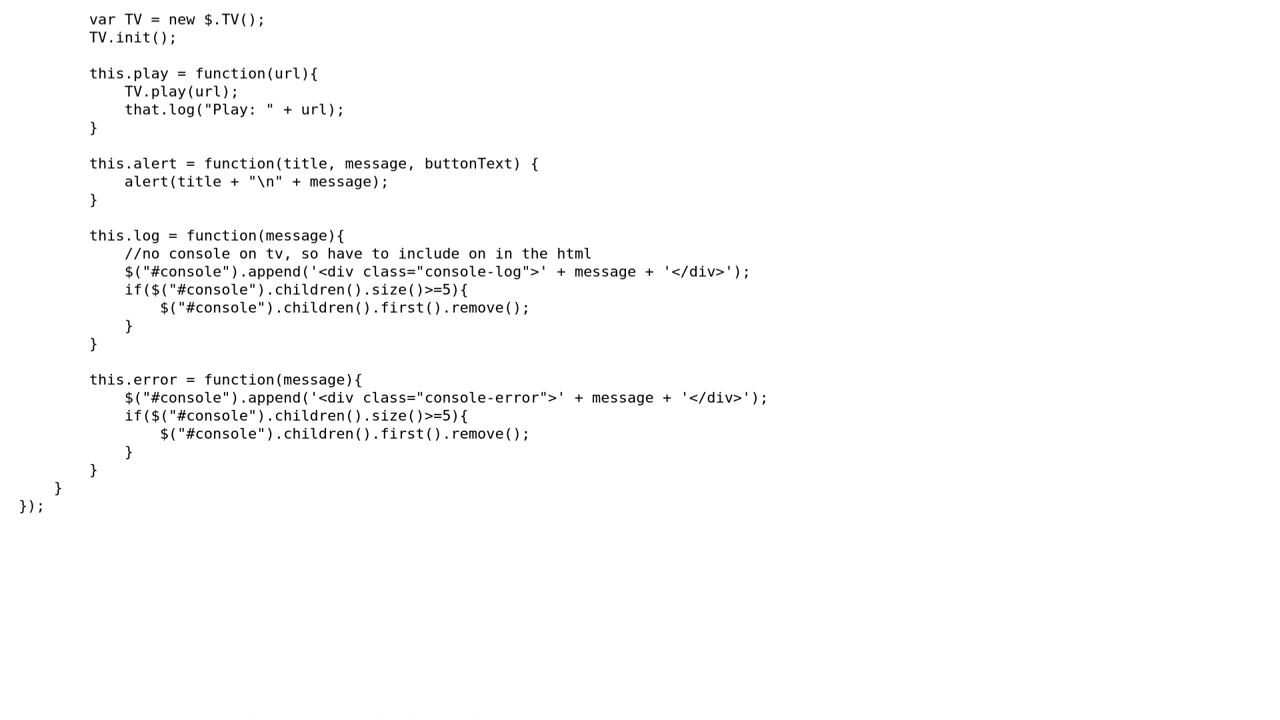 var TV = new $.TV();
        TV.init();

        this.play = function(url){
            TV.play(url);
            that.log("Play: " + url);
        }

        this.alert = function(title, message, buttonText) {
            alert(title + "\n" + message);
        }

        this.log = function(message){
            //no console on tv, so have to include on in the html
            $("#console").append('<div class="console-log">' + message + '</div>');
            if($("#console").children().size()>=5){
                $("#console").children().first().remove();
            }
        }

        this.error = function(message){
            $("#console").append('<div class="console-error">' + message + '</div>');
            if($("#console").children().size()>=5){
                $("#console").children().first().remove();
            }
        }
    }
});